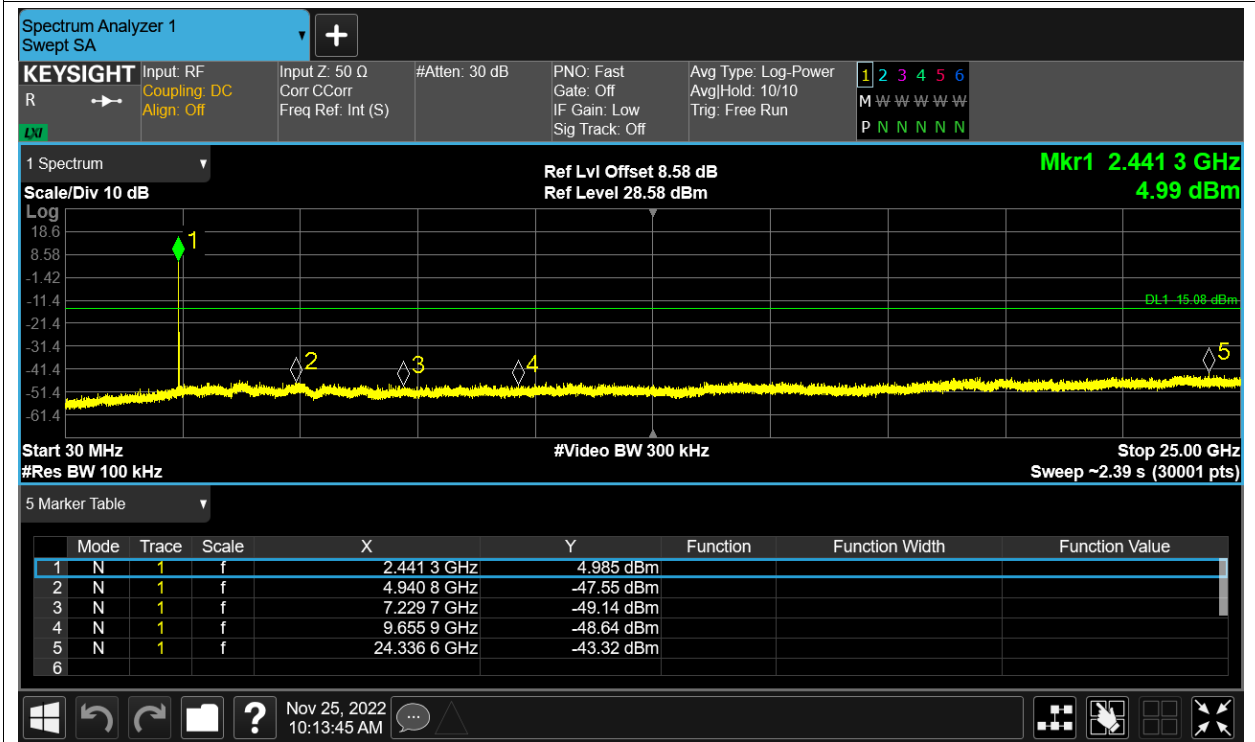 Spectrum Analyzer 1
Swept SA
KEYSIGHT
R
LXI
Input: RF
Coupling: DC
Align: Off
Input Z: 50 Ω
Corr CCorr
Freq Ref: Int (S)
#Atten: 30 dB
PNO: Fast
Gate: Off
IF Gain: Low
Sig Track: Off
Avg Type: Log-Power
Avg|Hold: 10/10
Trig: Free Run
1 2 3 4 5 6
M W W W W W
P N N N N N
1 Spectrum
Scale/Div 10 dB
Ref Lvl Offset 8.58 dB
Ref Level 28.58 dBm
Mkr1 2.441 3 GHz
4.99 dBm
Log
18.6
8.58
-1.42
-11.4
-21.4
-31.4
-41.4
-51.4
-61.4
1
2
3
4
5
DL1 -15.08 dBm
Start 30 MHz
#Video BW 300 kHz
Stop 25.00 GHz
#Res BW 100 kHz
Sweep ~2.39 s (30001 pts)
5 Marker Table
Mode Trace Scale X Y Function Function Width Function Value
1 N 1 f 2.441 3 GHz 4.985 dBm
2 N 1 f 4.940 8 GHz -47.55 dBm
3 N 1 f 7.229 7 GHz -49.14 dBm
4 N 1 f 9.655 9 GHz -48.64 dBm
5 N 1 f 24.336 6 GHz -43.32 dBm
6
?
Nov 25, 2022
10:13:45 AM